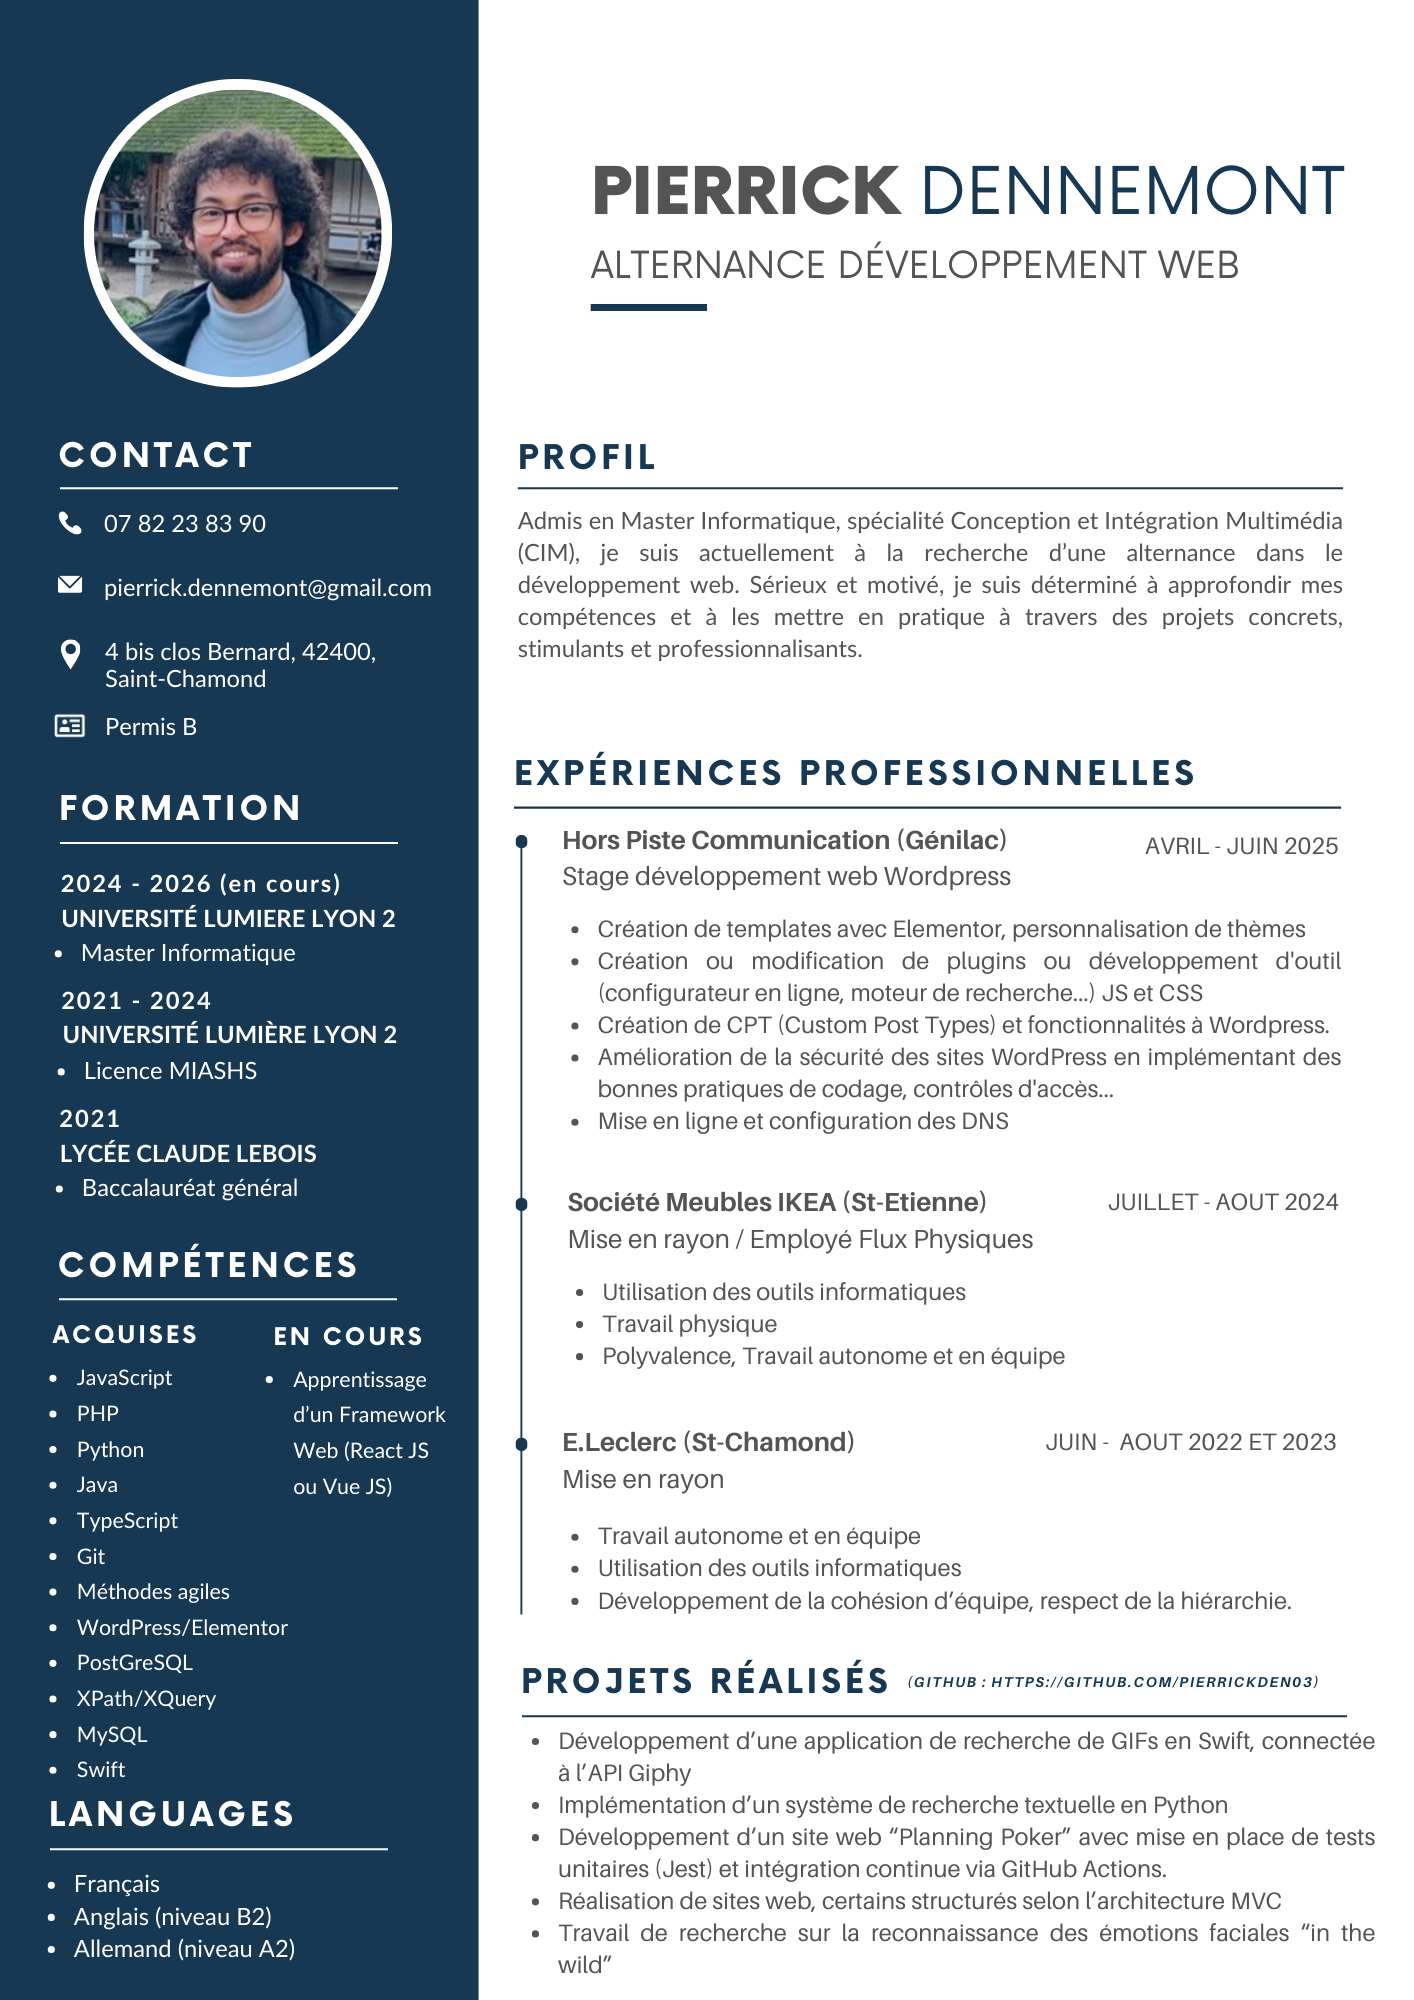 PIERRICK DENNEMONT
ALTERNANCE DÉVELOPPEMENT WEB
CONTACT
07 82 23 83 90
pierrick.dennemont@gmail.com
4 bis clos Bernard, 42400,
Saint-Chamond
Permis B
FORMATION
2024 - 2026 (en cours)
UNIVERSITÉ LUMIERE LYON 2
• Master Informatique
2021 - 2024
UNIVERSITÉ LUMIÈRE LYON 2
• Licence MIASHS
2021
LYCÉE CLAUDE LEBOIS
• Baccalauréat général
COMPÉTENCES
ACQUISES
• JavaScript
• PHP
• Python
• Java
• TypeScript
• Git
• Méthodes agiles
• WordPress/Elementor
• PostGreSQL
• XPath/XQuery
• MySQL
• Swift
EN COURS
• Apprentissage
d’un Framework
Web (React JS
ou Vue JS)
LANGUAGES
• Français
• Anglais (niveau B2)
• Allemand (niveau A2)
PROFIL
Admis en Master Informatique, spécialité Conception et Intégration Multimédia
(CIM), je suis actuellement à la recherche d’une alternance dans le
développement web. Sérieux et motivé, je suis déterminé à approfondir mes
compétences et à les mettre en pratique à travers des projets concrets,
stimulants et professionnalisants.
EXPÉRIENCES PROFESSIONNELLES
Hors Piste Communication (Génilac) AVRIL - JUIN 2025
Stage développement web Wordpress
• Création de templates avec Elementor, personnalisation de thèmes
• Création ou modification de plugins ou développement d'outil
(configurateur en ligne, moteur de recherche...) JS et CSS
• Création de CPT (Custom Post Types) et fonctionnalités à Wordpress.
• Amélioration de la sécurité des sites WordPress en implémentant des
bonnes pratiques de codage, contrôles d'accès...
• Mise en ligne et configuration des DNS
Société Meubles IKEA (St-Etienne) JUILLET - AOUT 2024
Mise en rayon / Employé Flux Physiques
• Utilisation des outils informatiques
• Travail physique
• Polyvalence, Travail autonome et en équipe
E.Leclerc (St-Chamond) JUIN - AOUT 2022 ET 2023
Mise en rayon
• Travail autonome et en équipe
• Utilisation des outils informatiques
• Développement de la cohésion d’équipe, respect de la hiérarchie.
PROJETS RÉALISÉS (GITHUB : HTTPS://GITHUB.COM/PIERRICKDEN03)
• Développement d’une application de recherche de GIFs en Swift, connectée
à l’API Giphy
• Implémentation d’un système de recherche textuelle en Python
• Développement d’un site web “Planning Poker” avec mise en place de tests
unitaires (Jest) et intégration continue via GitHub Actions.
• Réalisation de sites web, certains structurés selon l’architecture MVC
• Travail de recherche sur la reconnaissance des émotions faciales “in the
wild”